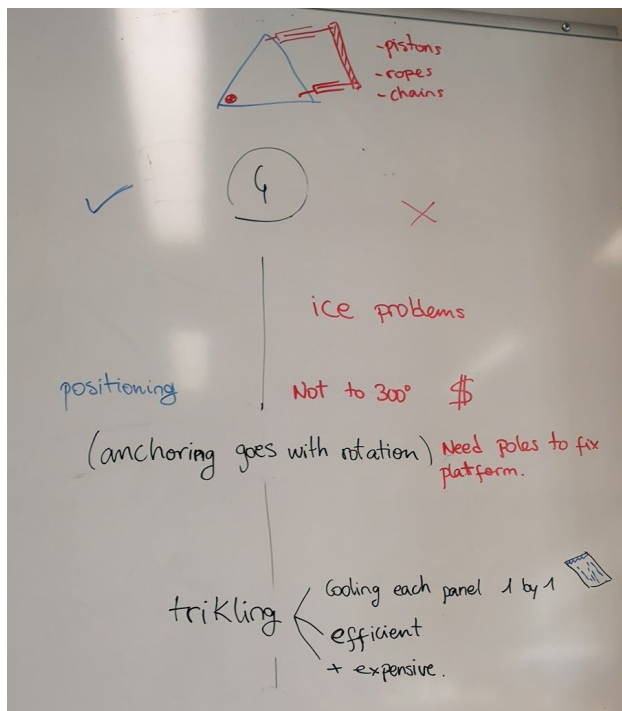 -pistons
-ropes
-chains
4
ice problems
positioning
Not to 300° $
(anchoring goes with rotation)
Need poles to fix
platform.
trikling
Cooling each panel 1 by 1
efficient
+ expensive.